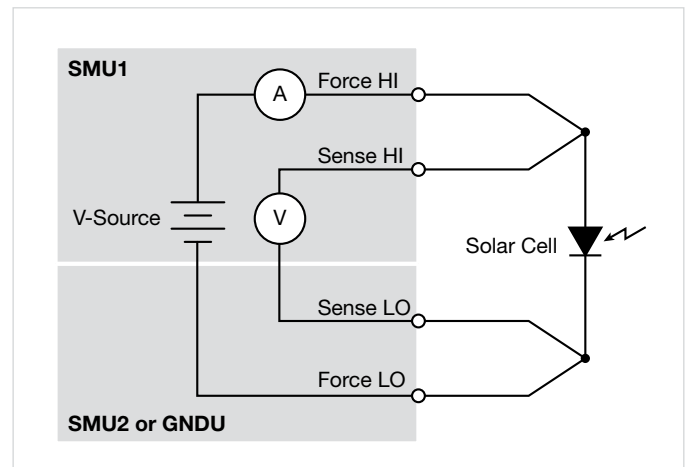 SMU1
Force HI
A
Sense HI
V-Source
V
Solar Cell
Sense LO
Force LO
SMU2 or GNDU